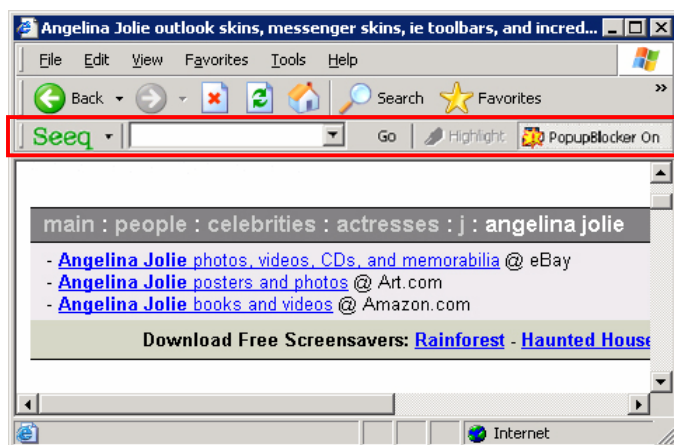 Angelina Jolie outlook skins, messenger skins, ie toolbars, and incred...
File Edit View Favorites Tools Help
Back Search Favorites »
Seeq Go Highlight PopupBlocker On
main : people : celebrities : actresses : j : angelina jolie
- Angelina Jolie photos, videos, CDs, and memorabilia @ eBay
- Angelina Jolie posters and photos @ Art.com
- Angelina Jolie books and videos @ Amazon.com
Download Free Screensavers: Rainforest - Haunted House
Internet